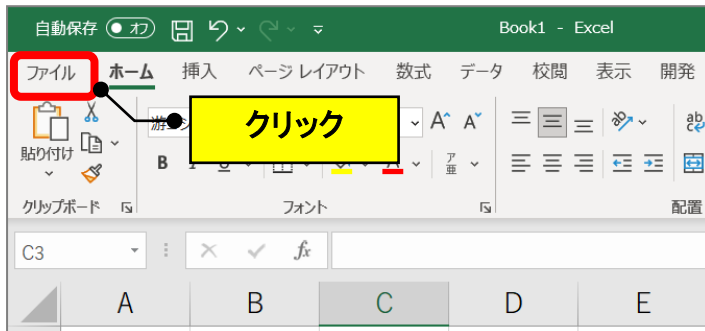 自動保存 オフ Book1 - Excel
ファイル ホーム 挿入 ページ レイアウト 数式 データ 校閲 表示 開発
貼り付け クリック A A ab
B ア
亜
クリップボード フォント 配置
C3 fx
A B C D E